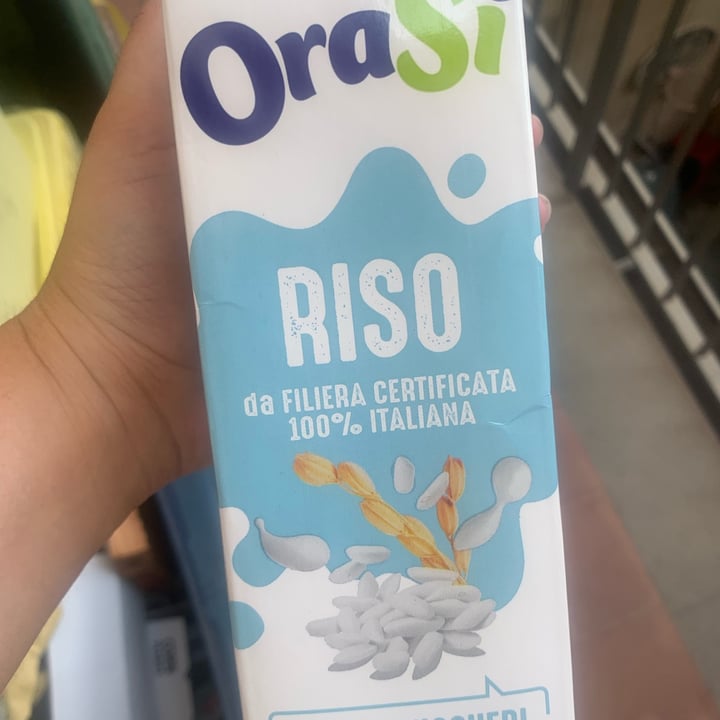 OraSì
RISO
da FILIERA CERTIFICATA
100% ITALIANA